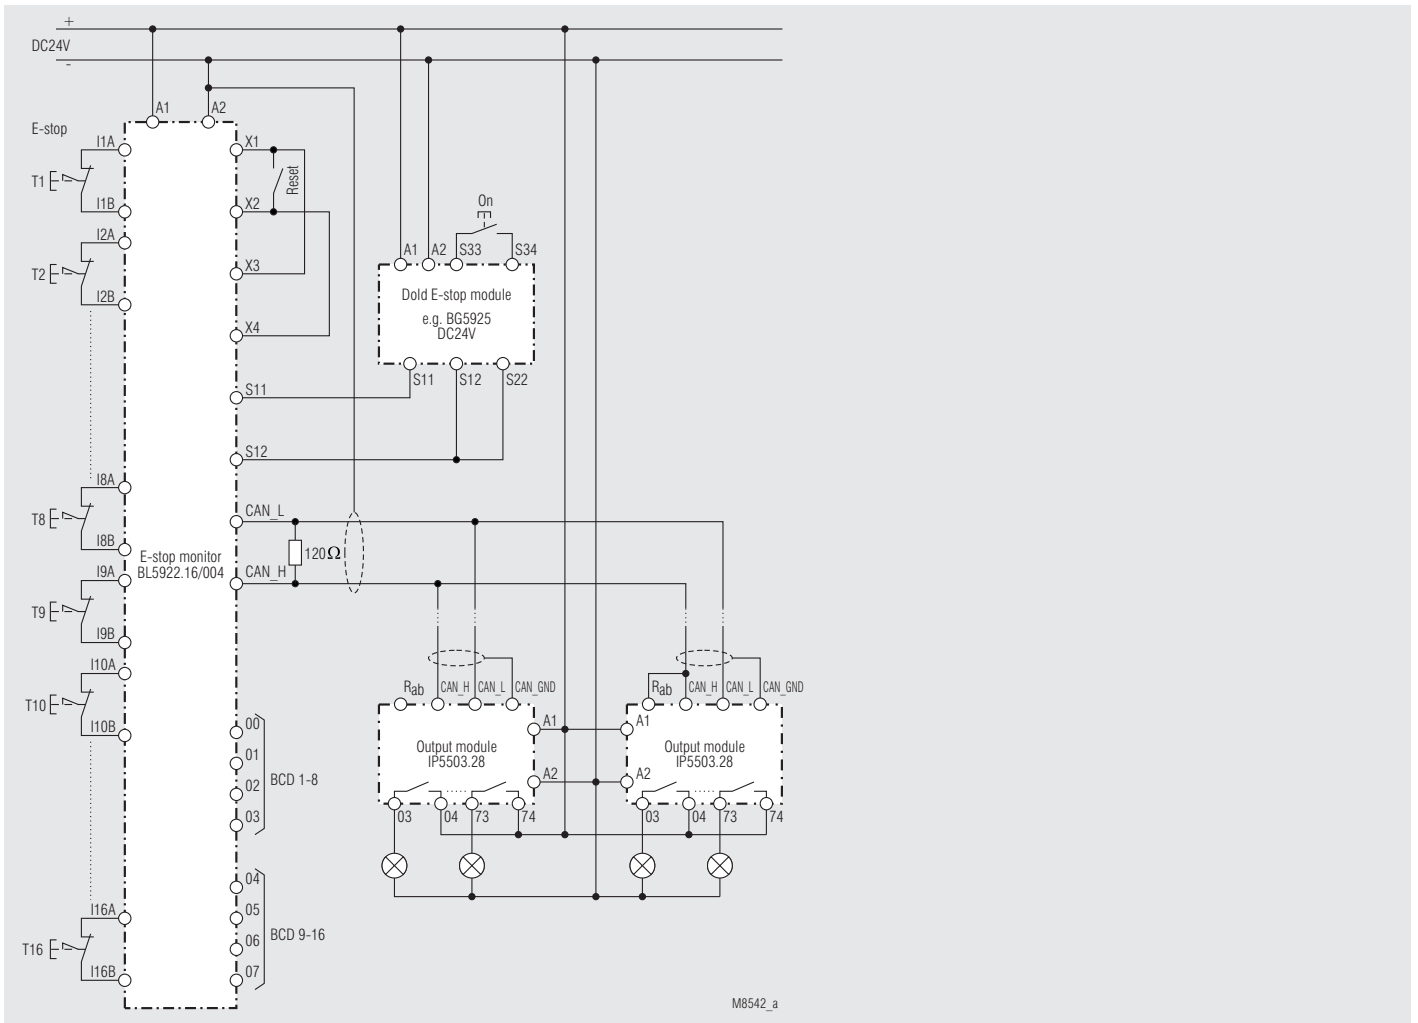 +
DC24V
-
A1 A2
E-stop
I1A X1
T1 Reset
I1B X2
On
I2A
A1 A2 S33 S34
T2 X3
Dold E-stop module
I2B
e.g. BG5925
X4 DC24V
S11 S12 S22
S11
S12
I8A
CAN_L
T8
I8B E-stop monitor 120Ω
BL5922.16/004
I9A CAN_H
T9
I9B
I10A
Rab CAN_H CAN_L CAN_GND Rab CAN_H CAN_L CAN_GND
T10
I10B 00 A1 A1
Output module Output module
01 IP5503.28 IP5503.28
BCD 1-8 A2 A2
02
03 03 04 73 74 03 04 73 74
04
05
I16A
BCD 9-16
06
T16
I16B 07
M8542_a